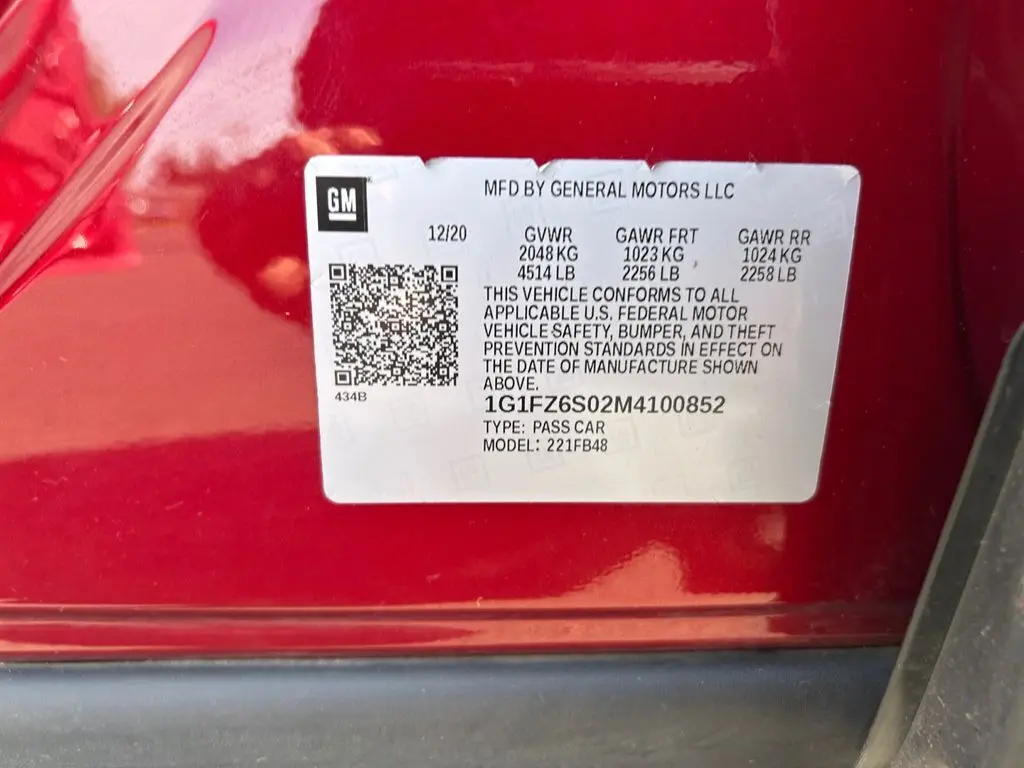 GM
MFD BY GENERAL MOTORS LLC
12/20 GVWR GAWR FRT GAWR RR
2048 KG 1023 KG 1024 KG
4514 LB 2256 LB 2258 LB
THIS VEHICLE CONFORMS TO ALL
APPLICABLE U.S. FEDERAL MOTOR
VEHICLE SAFETY, BUMPER, AND THEFT
PREVENTION STANDARDS IN EFFECT ON
THE DATE OF MANUFACTURE SHOWN
ABOVE.
434B
1G1FZ6S02M4100852
TYPE: PASS CAR
MODEL: 221FB48